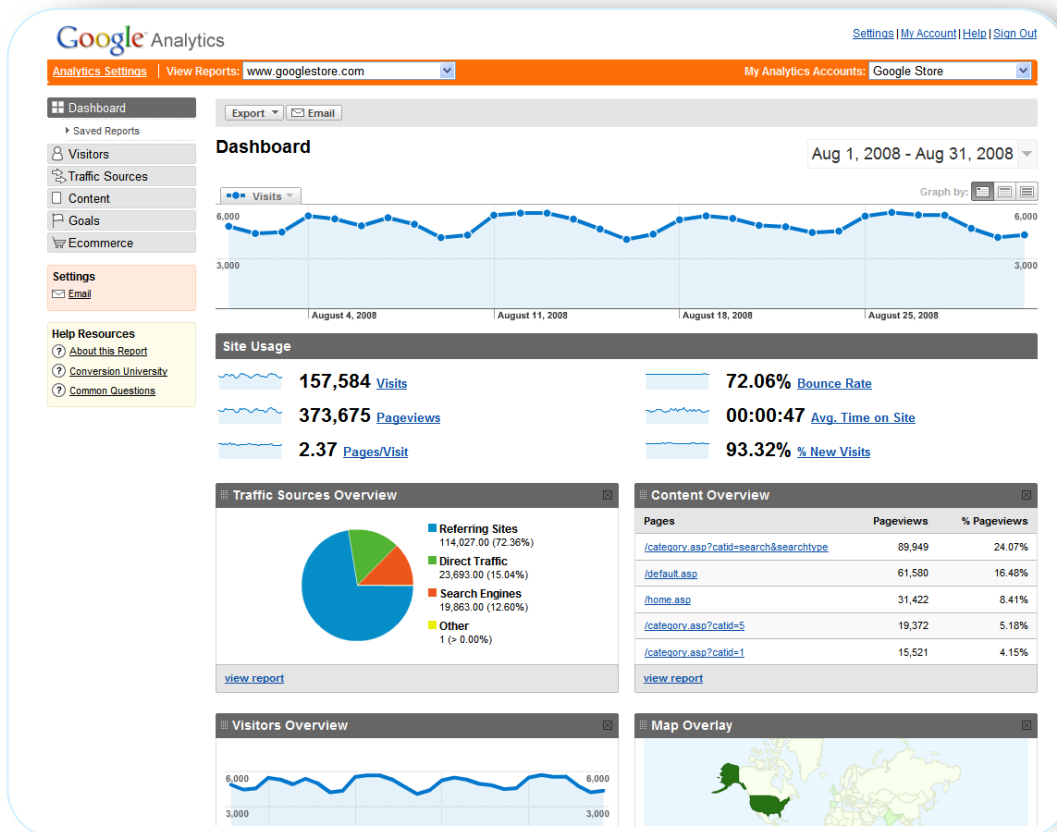 Google Analytics
Settings | My Account | Help | Sign Out
Analytics Settings | View Reports: www.googlestore.com
My Analytics Accounts: Google Store
Dashboard
Saved Reports
Visitors
Traffic Sources
Content
Goals
Ecommerce
Settings
Email
Help Resources
About this Report
Conversion University
Common Questions
Export Email
Dashboard
Aug 1, 2008 - Aug 31, 2008
Visits
Graph by:
6,000 6,000
3,000 3,000
August 4, 2008 August 11, 2008 August 18, 2008 August 25, 2008
Site Usage
157,584 Visits
373,675 Pageviews
2.37 Pages/Visit
72.06% Bounce Rate
00:00:47 Avg. Time on Site
93.32% % New Visits
Traffic Sources Overview
Referring Sites
114,027.00 (72.36%)
Direct Traffic
23,693.00 (15.04%)
Search Engines
19,863.00 (12.60%)
Other
1 (> 0.00%)
view report
Content Overview
Pages Pageviews % Pageviews
/category.asp?catid=search&searchtype 89,949 24.07%
/default.asp 61,580 16.48%
/home.asp 31,422 8.41%
/category.asp?catid=5 19,372 5.18%
/category.asp?catid=1 15,521 4.15%
view report
Visitors Overview
6,000 6,000
3,000 3,000
Map Overlay